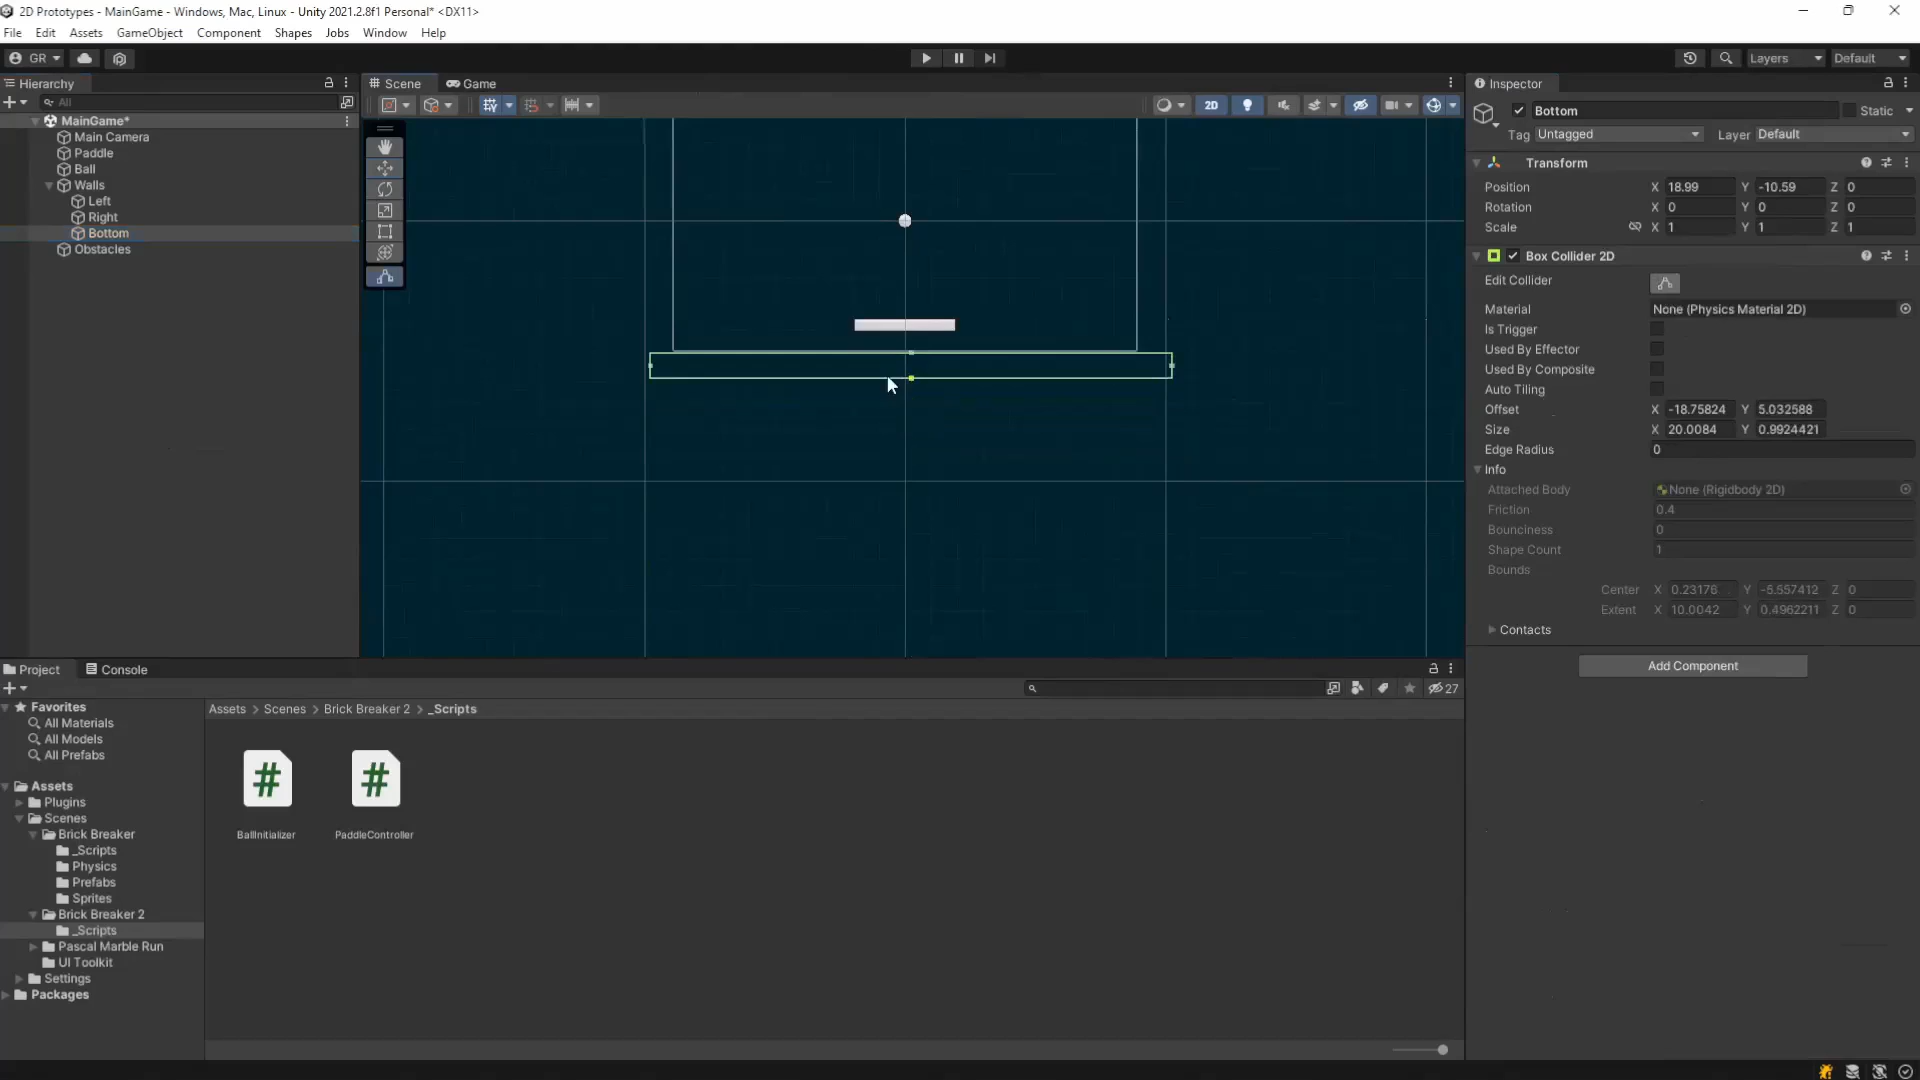 2D Prototypes - MainGame - Windows, Mac, Linux - Unity 2021.2.8f1 Personal* <DX11>
File Edit Assets GameObject Component Shapes Jobs Window Help
GR
Layers Default
Hierarchy
All
MainGame*
Main Camera
Paddle
Ball
Walls
Left
Right
Bottom
Obstacles
Scene Game
2D
Inspector
Bottom Static
Tag Untagged Layer Default
Transform
Position X 18.99 Y -10.59 Z 0
Rotation X 0 Y 0 Z 0
Scale X 1 Y 1 Z 1
Box Collider 2D
Edit Collider
Material None (Physics Material 2D)
Is Trigger
Used By Effector
Used By Composite
Auto Tiling
Offset X -18.75824 Y 5.032588
Size X 20.0084 Y 0.9924421
Edge Radius 0
Info
Attached Body None (Rigidbody 2D)
Friction 0.4
Bounciness 0
Shape Count 1
Bounds
Center X 0.23176 Y -5.557412 Z 0
Extent X 10.0042 Y 0.4962211 Z 0
Contacts
Add Component
Project Console
27
Favorites
All Materials
All Models
All Prefabs
Assets
Plugins
Scenes
Brick Breaker
_Scripts
Physics
Prefabs
Sprites
Brick Breaker 2
_Scripts
Pascal Marble Run
UI Toolkit
Settings
Packages
Assets > Scenes > Brick Breaker 2 > _Scripts
# #
BallInitializer PaddleController